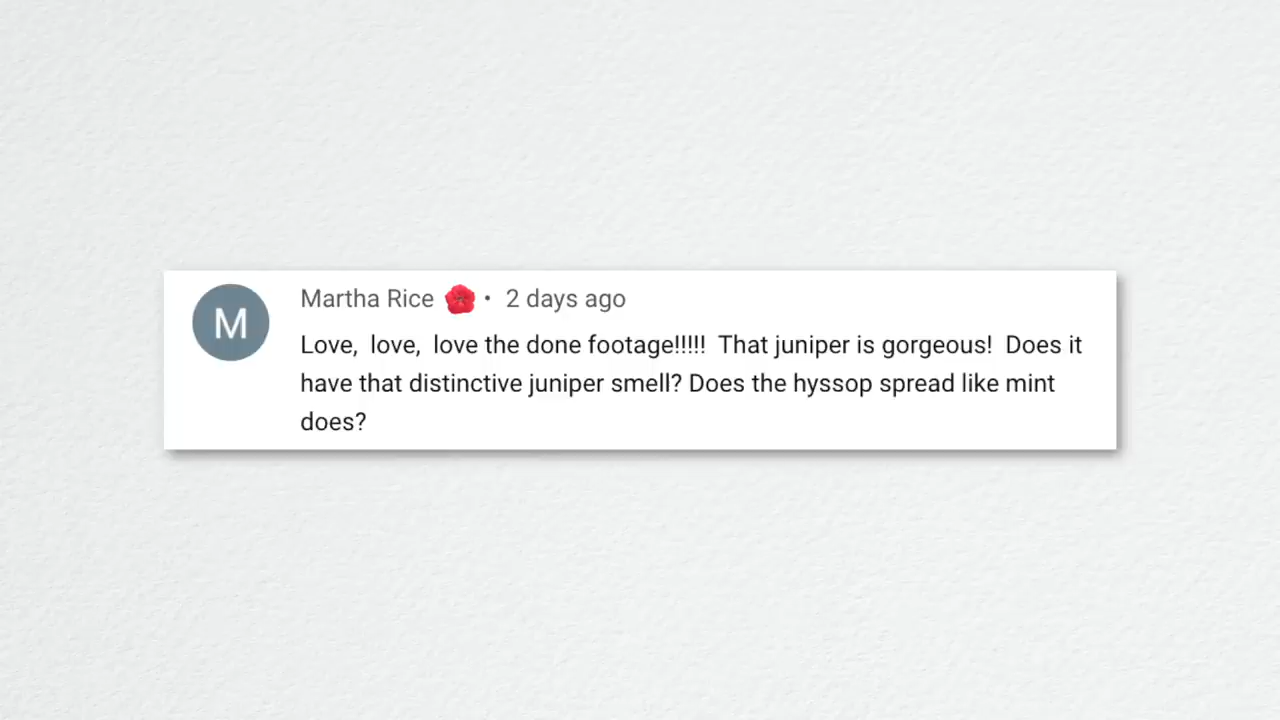 M
Martha Rice 🌺 • 2 days ago
Love,  love,  love the done footage!!!!!  That juniper is gorgeous!  Does it
have that distinctive juniper smell? Does the hyssop spread like mint
does?